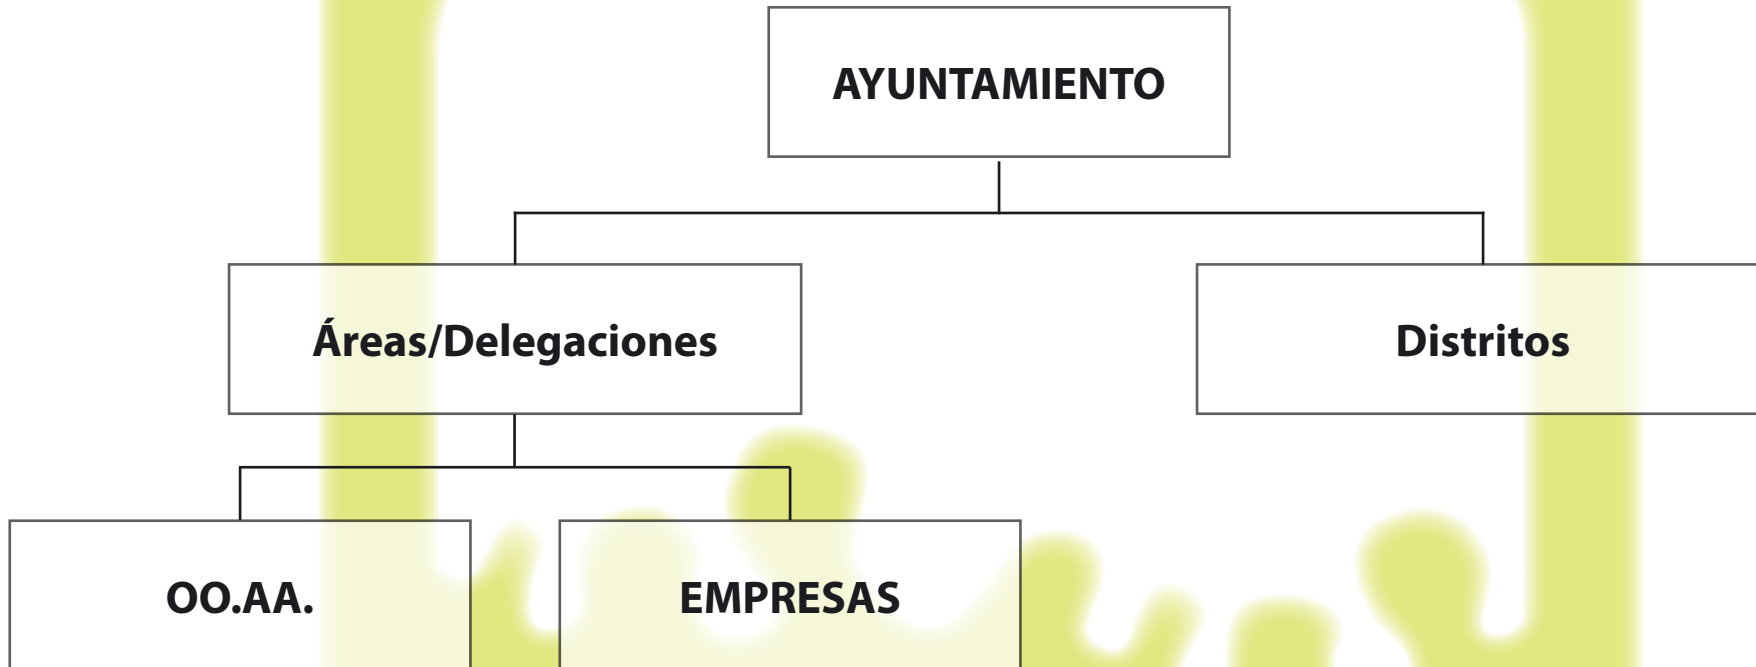 AYUNTAMIENTO
Áreas/Delegaciones
Distritos
OO.AA.
EMPRESAS